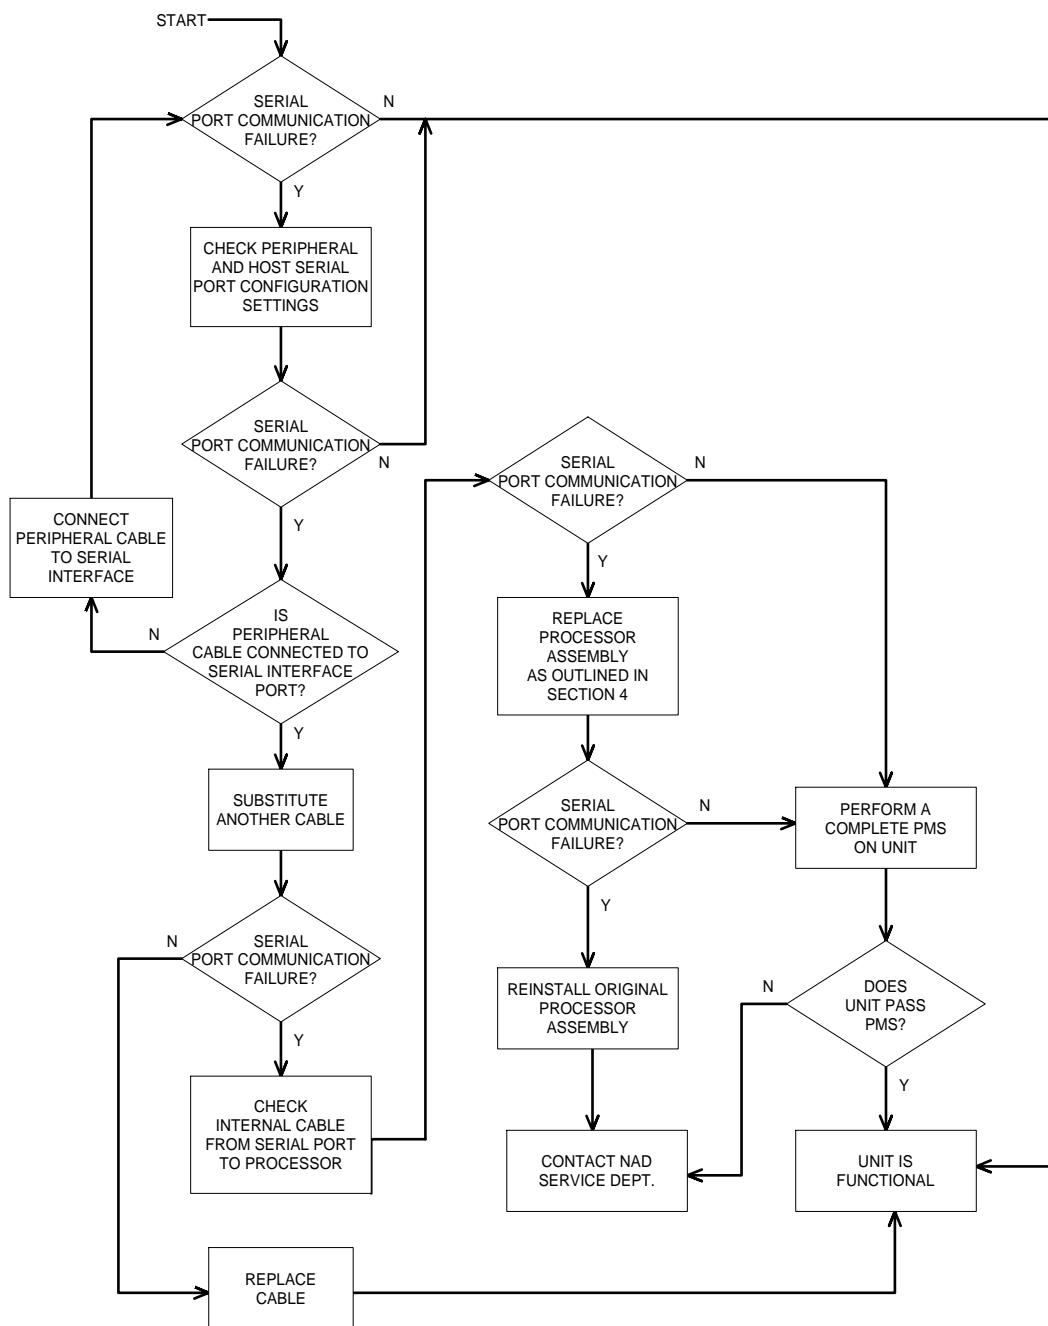 START
SERIAL
PORT COMMUNICATION
FAILURE?
N
Y
CHECK PERIPHERAL
AND HOST SERIAL
PORT CONFIGURATION
SETTINGS
SERIAL
PORT COMMUNICATION
FAILURE?
N
Y
CONNECT
PERIPHERAL CABLE
TO SERIAL
INTERFACE
IS
PERIPHERAL
CABLE CONNECTED TO
SERIAL INTERFACE
PORT?
N
Y
SUBSTITUTE
ANOTHER CABLE
SERIAL
PORT COMMUNICATION
FAILURE?
N
Y
CHECK
INTERNAL CABLE
FROM SERIAL PORT
TO PROCESSOR
REPLACE
CABLE
SERIAL
PORT COMMUNICATION
FAILURE?
N
Y
REPLACE
PROCESSOR
ASSEMBLY
AS OUTLINED IN
SECTION 4
SERIAL
PORT COMMUNICATION
FAILURE?
N
Y
REINSTALL ORIGINAL
PROCESSOR
ASSEMBLY
CONTACT NAD
SERVICE DEPT.
PERFORM A
COMPLETE PMS
ON UNIT
DOES
UNIT PASS
PMS?
N
Y
UNIT IS
FUNCTIONAL